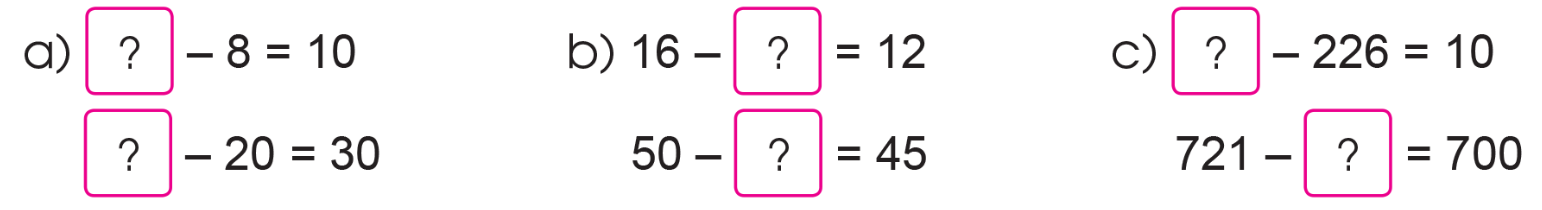 a) ? – 8 = 10
? – 20 = 30
b) 16 – ? = 12
50 – ? = 45
c) ? – 226 = 10
721 – ? = 700